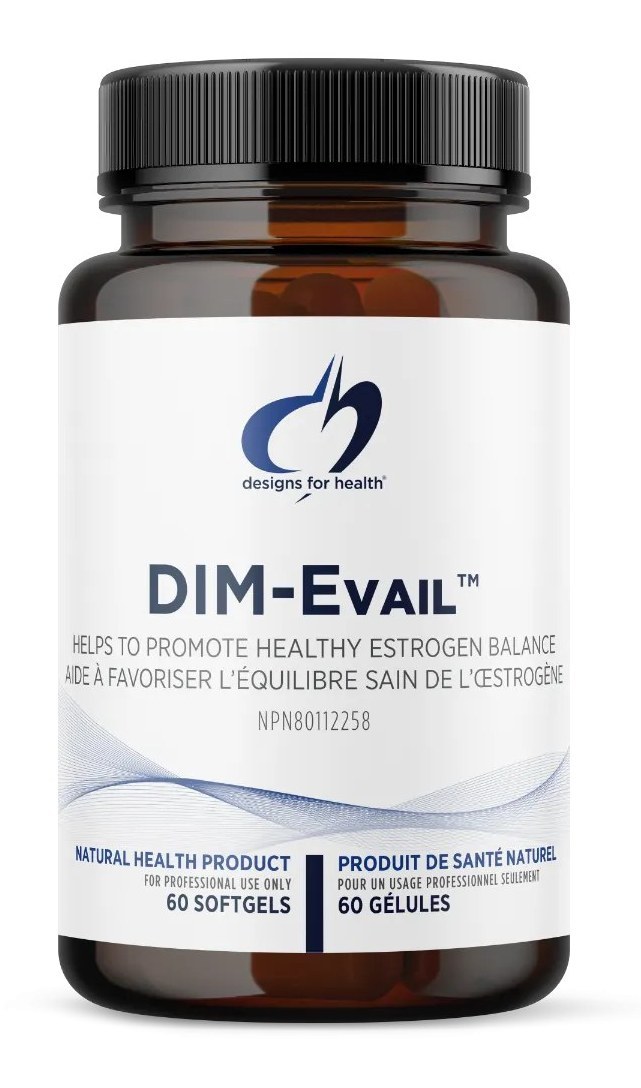 designs for health®
DIM-EVAIL™
HELPS TO PROMOTE HEALTHY ESTROGEN BALANCE
AIDE À FAVORISER L'ÉQUILIBRE SAIN DE L'ŒSTROGÈNE
NPN80112258
NATURAL HEALTH PRODUCT
FOR PROFESSIONAL USE ONLY
60 SOFTGELS
PRODUIT DE SANTÉ NATUREL
POUR UN USAGE PROFESSIONNEL SEULEMENT
60 GÉLULES